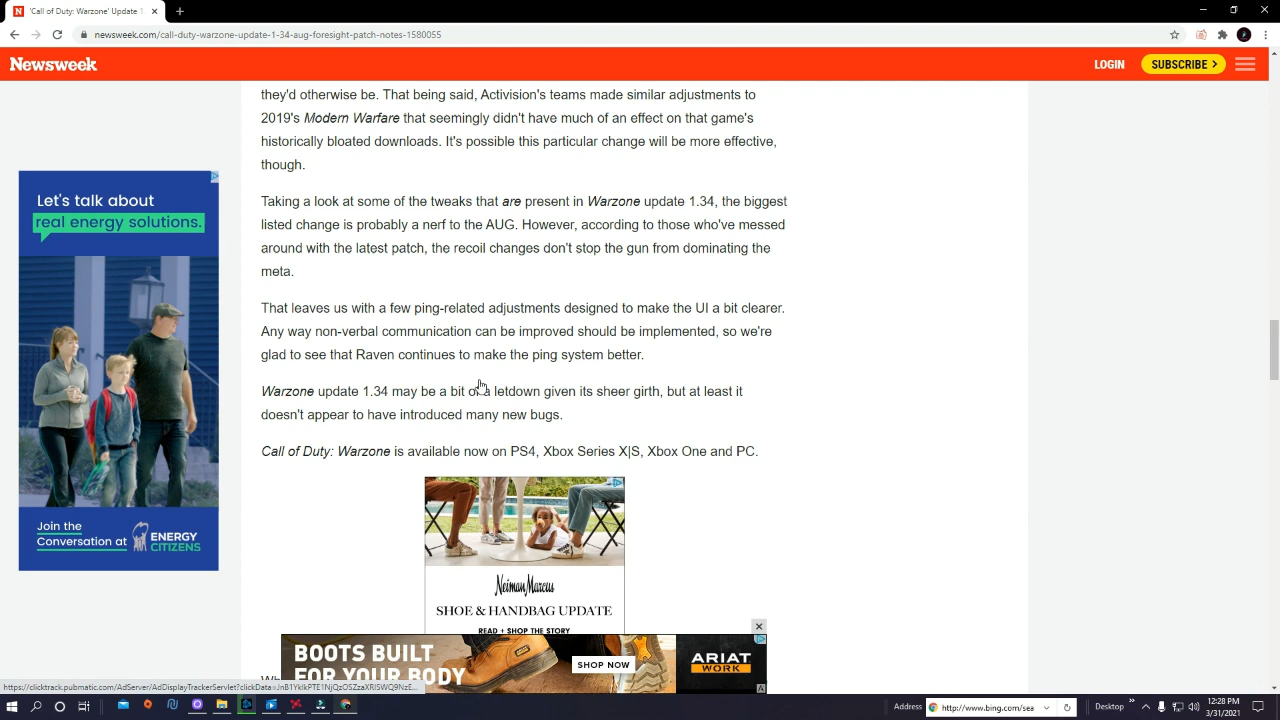 'Call of Duty: Warzone' Update 1
newsweek.com/call-duty-warzone-update-1-34-aug-foresight-patch-notes-1580055
Newsweek
LOGIN
SUBSCRIBE >
they'd otherwise be. That being said, Activision's teams made similar adjustments to
2019's Modern Warfare that seemingly didn't have much of an effect on that game's
historically bloated downloads. It's possible this particular change will be more effective,
though.
Taking a look at some of the tweaks that are present in Warzone update 1.34, the biggest
listed change is probably a nerf to the AUG. However, according to those who've messed
around with the latest patch, the recoil changes don't stop the gun from dominating the
meta.
That leaves us with a few ping-related adjustments designed to make the UI a bit clearer.
Any way non-verbal communication can be improved should be implemented, so we're
glad to see that Raven continues to make the ping system better.
Warzone update 1.34 may be a bit of a letdown given its sheer girth, but at least it
doesn't appear to have introduced many new bugs.
Call of Duty: Warzone is available now on PS4, Xbox Series X|S, Xbox One and PC.
Let's talk about
real energy solutions.
Join the
Conversation at
ENERGY
CITIZENS
Neiman Marcus
SHOE & HANDBAG UPDATE
READ + SHOP THE STORY
BOOTS BUILT
FOR YOUR BODY
SHOP NOW
ARIAT
WORK
Address
http://www.bing.com/sea
Desktop
12:28 PM
3/31/2021